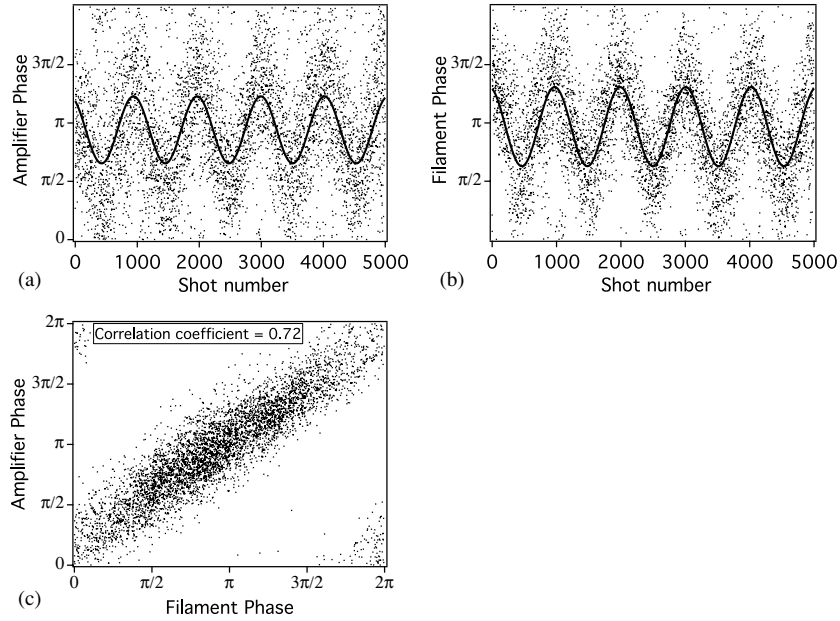 Amplifier Phase
3π/2
π
π/2
0
0 1000 2000 3000 4000 5000
Shot number
(a)
Filament Phase
3π/2
π
π/2
0 1000 2000 3000 4000 5000
Shot number
(b)
Correlation coefficient = 0.72
Amplifier Phase
2π
3π/2
π
π/2
0
0 π/2 π 3π/2 2π
Filament Phase
(c)